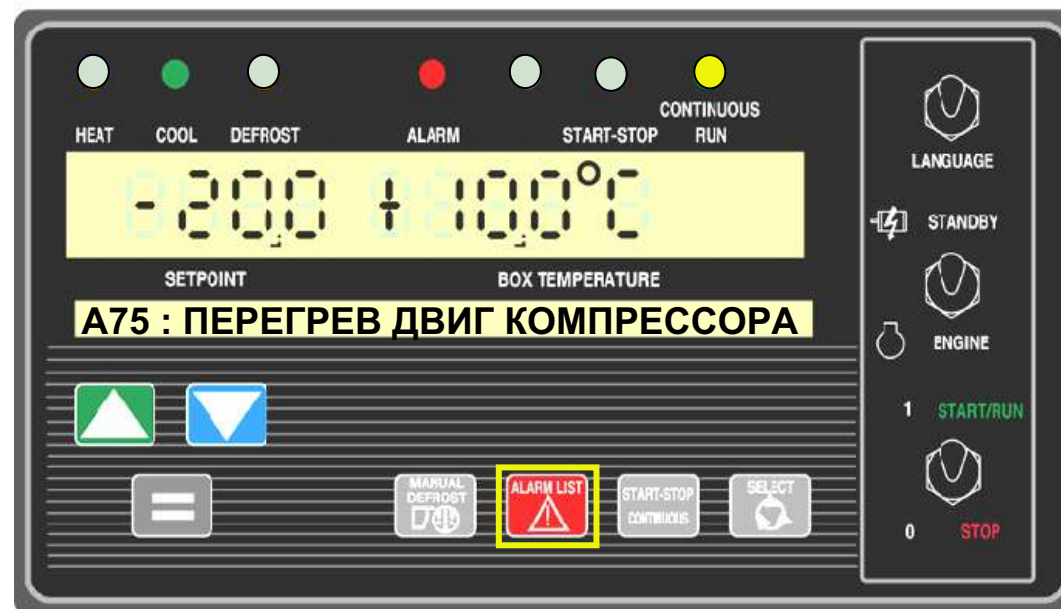 CONTINUOUS
HEAT COOL DEFROST ALARM START-STOP RUN
LANGUAGE
-20.0 +10.0°C
STANDBY
SETPOINT BOX TEMPERATURE
A75 : ПЕРЕГРЕВ ДВИГ КОМПРЕССОРА
ENGINE
1 START/RUN
MANUAL
DEFROST
ALARM LIST
START-STOP
CONTINUOUS
SELECT
0 STOP